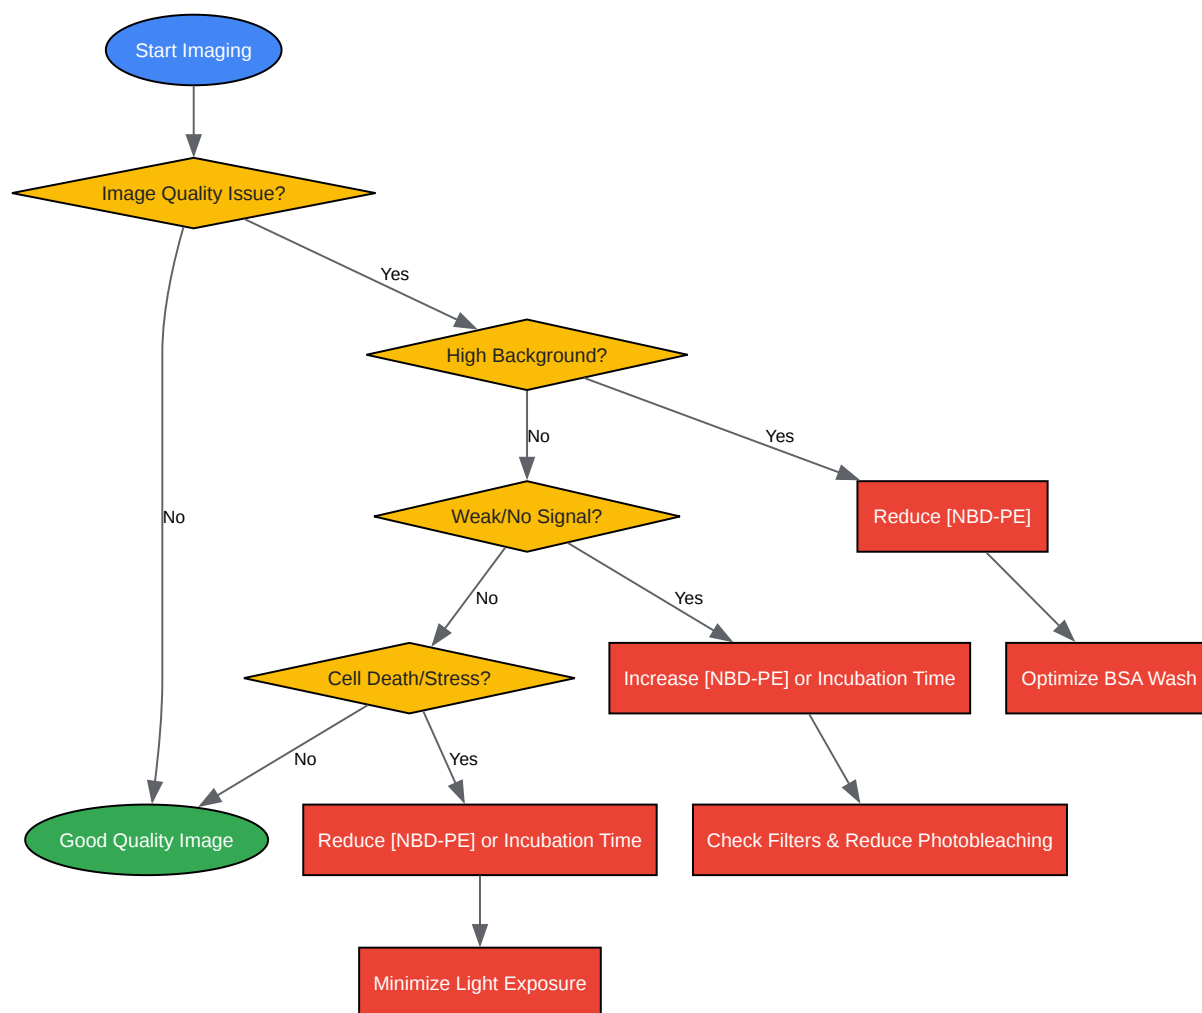 Start Imaging
Image Quality Issue?
Yes
High Background?
No
Yes
No
Weak/No Signal?
Reduce [NBD-PE]
No
Yes
Cell Death/Stress?
Increase [NBD-PE] or Incubation Time
Optimize BSA Wash
No
Yes
Good Quality Image
Reduce [NBD-PE] or Incubation Time
Check Filters & Reduce Photobleaching
Minimize Light Exposure